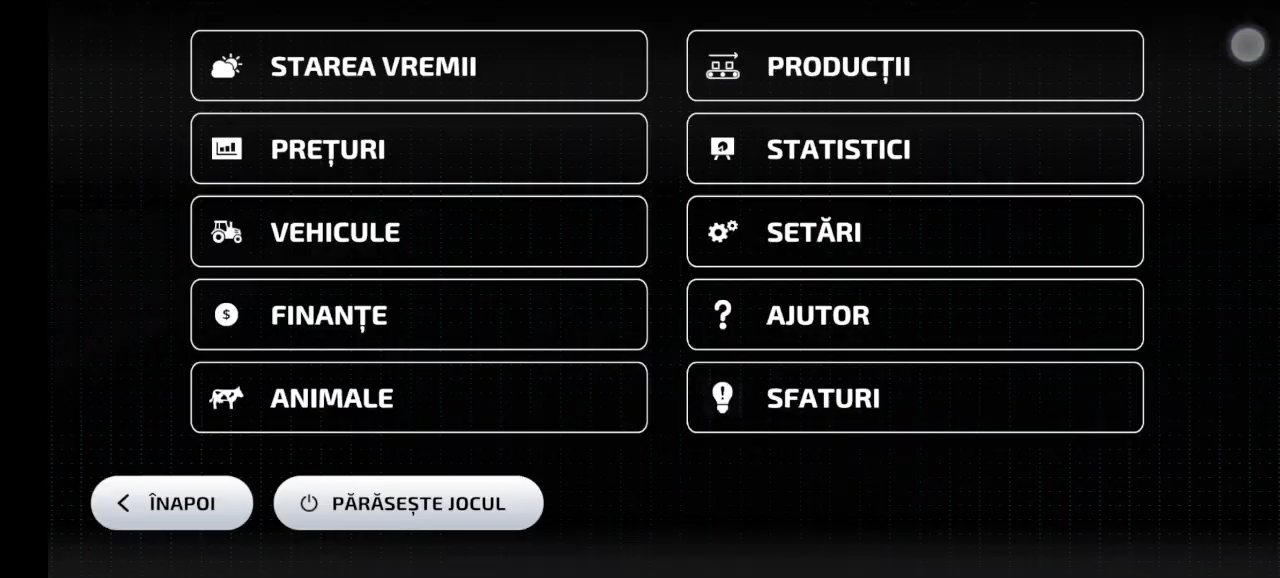 STAREA VREMII
PRODUCȚII
PREȚURI
STATISTICI
VEHICULE
SETĂRI
FINANȚE
AJUTOR
ANIMALE
SFATURI
ÎNAPOI
PĂRĂSEȘTE JOCUL